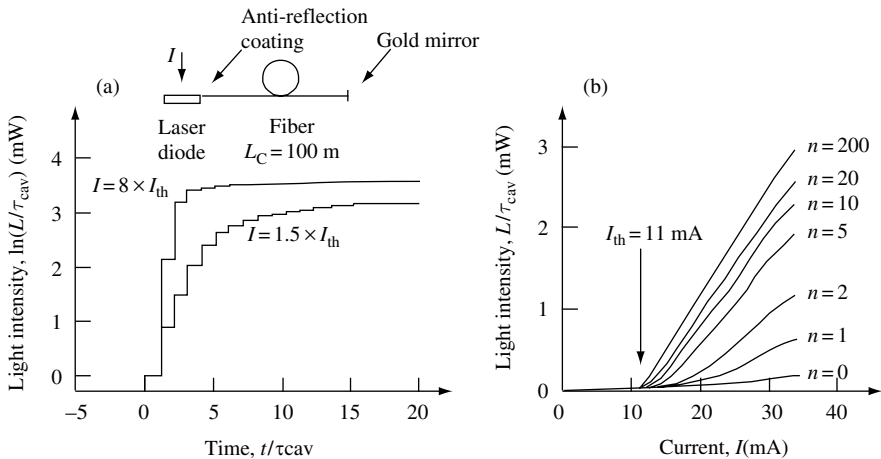 Anti-reflection
coating
Gold mirror
I
(a)
Laser
diode
Fiber
L_C = 100 m
Light intensity, ln(L/τ_cav) (mW)
4
3
2
1
0
I = 8 × I_th
I = 1.5 × I_th
−5
0
5
10
15
20
Time, t/τcav
(b)
Light intensity, L/τ_cav (mW)
3
2
1
0
I_th = 11 mA
n = 200
n = 20
n = 10
n = 5
n = 2
n = 1
n = 0
0
10
20
30
40
Current, I(mA)